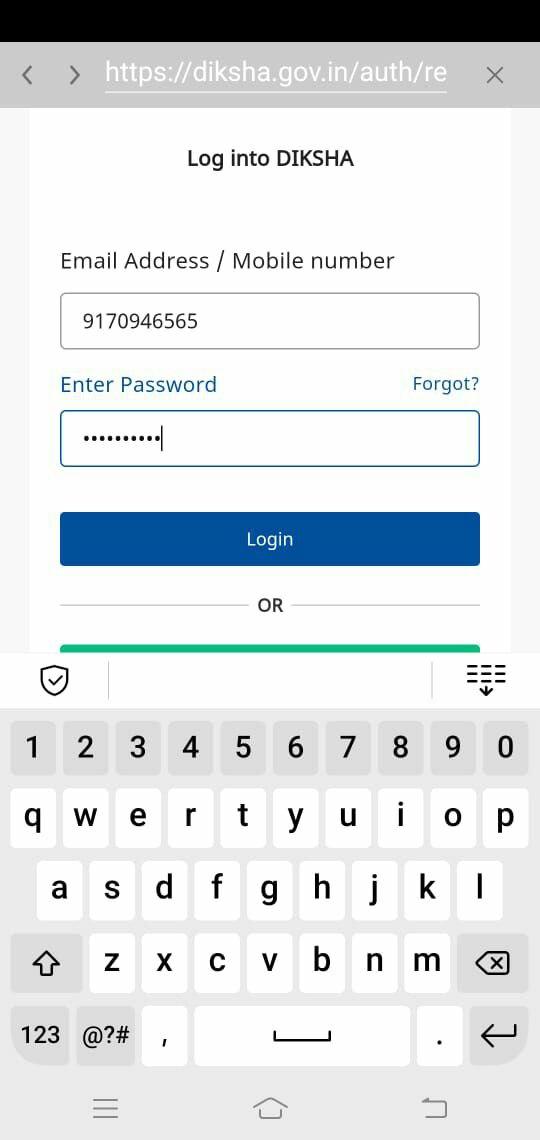 https://diksha.gov.in/auth/re
Log into DIKSHA
Email Address / Mobile number
9170946565
Enter Password Forgot?
••••••••••
Login
OR
1 2 3 4 5 6 7 8 9 0
q w e r t y u i o p
a s d f g h j k l
z x c v b n m
123 @?# , .